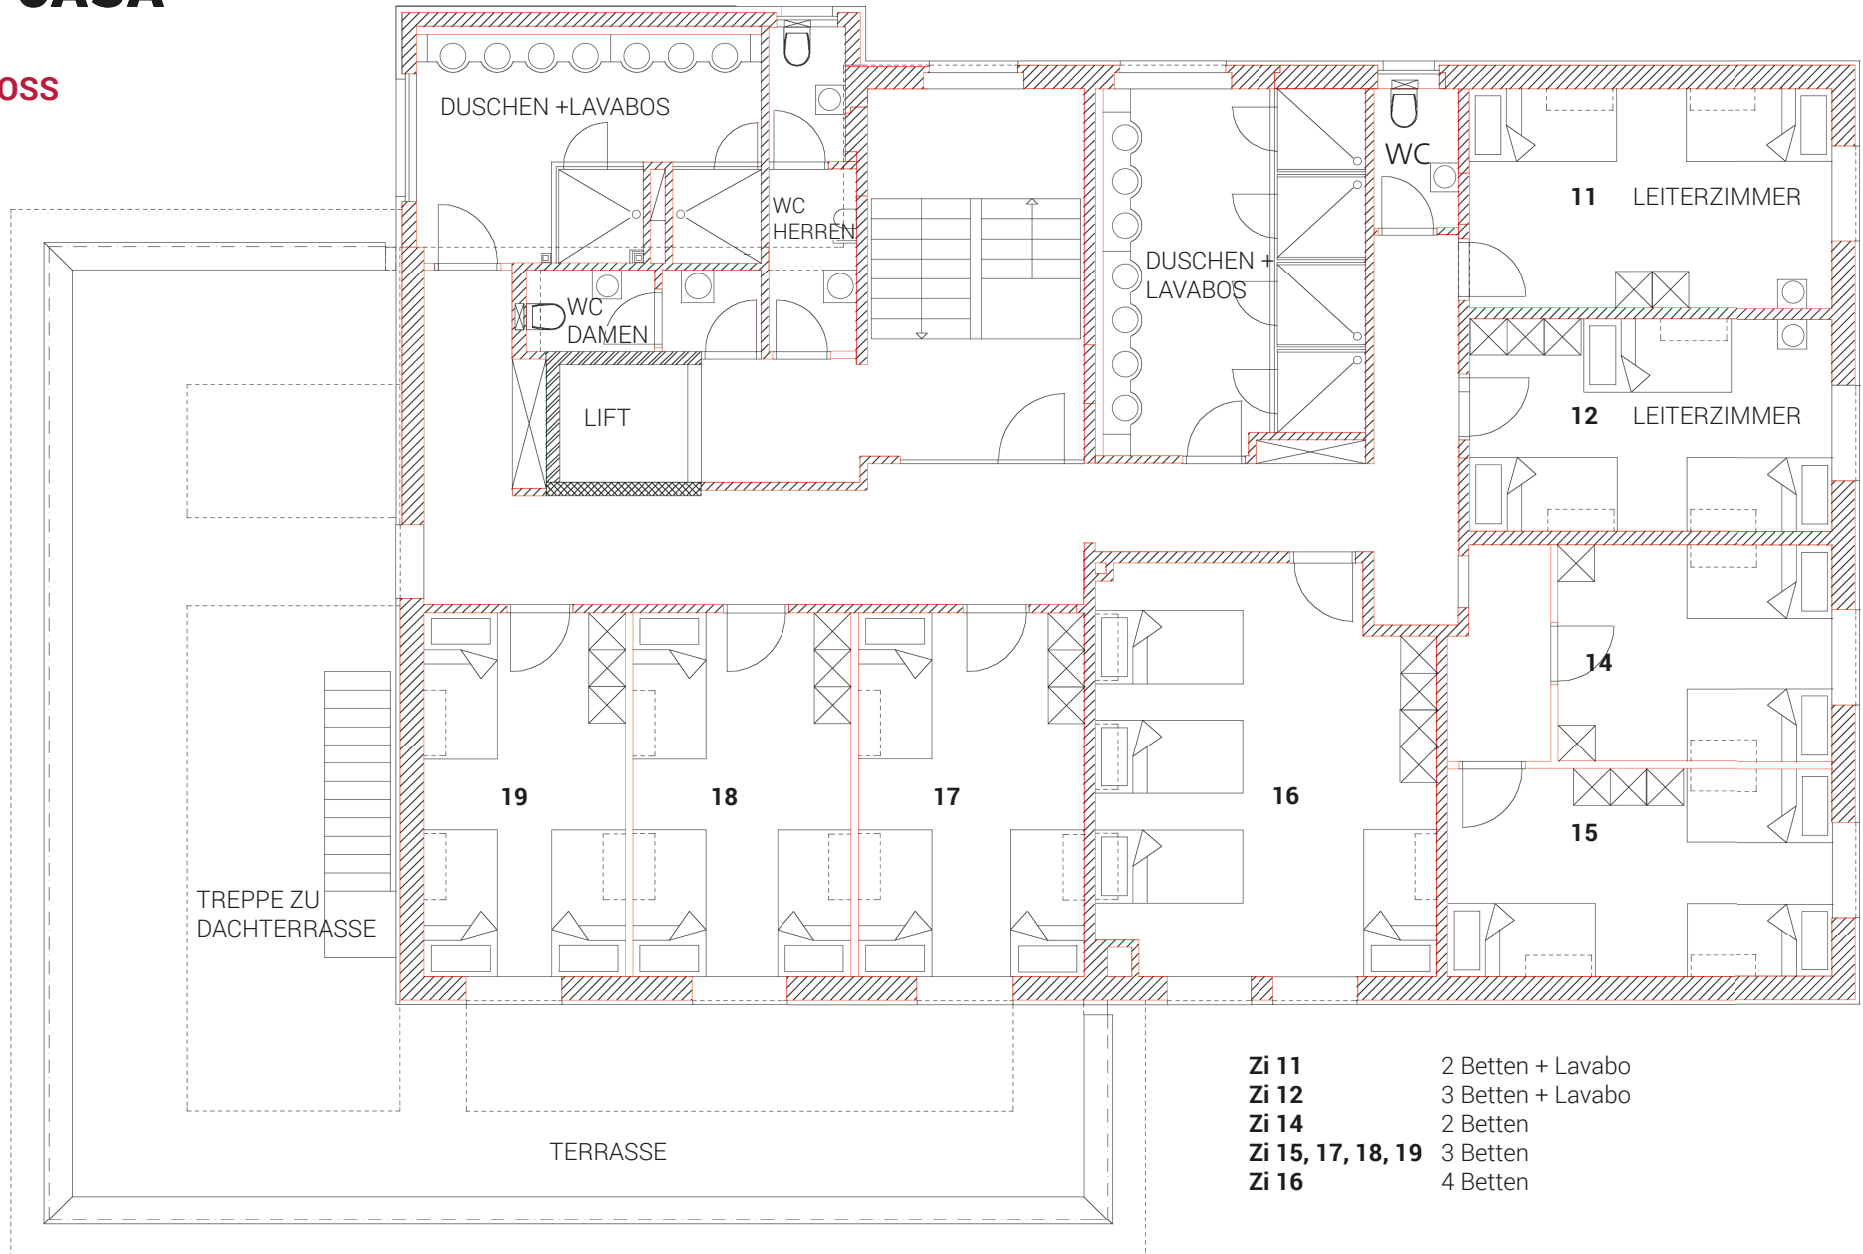 DUSCHEN +LAVABOS
WC
HERREN
WC
DAMEN
LIFT
DUSCHEN +
LAVABOS
WC
11 LEITERZIMMER
12 LEITERZIMMER
14
15
16
17
18
19
TREPPE ZU
DACHTERRASSE
TERRASSE
Zi 11 2 Betten + Lavabo
Zi 12 3 Betten + Lavabo
Zi 14 2 Betten
Zi 15, 17, 18, 19 3 Betten
Zi 16 4 Betten